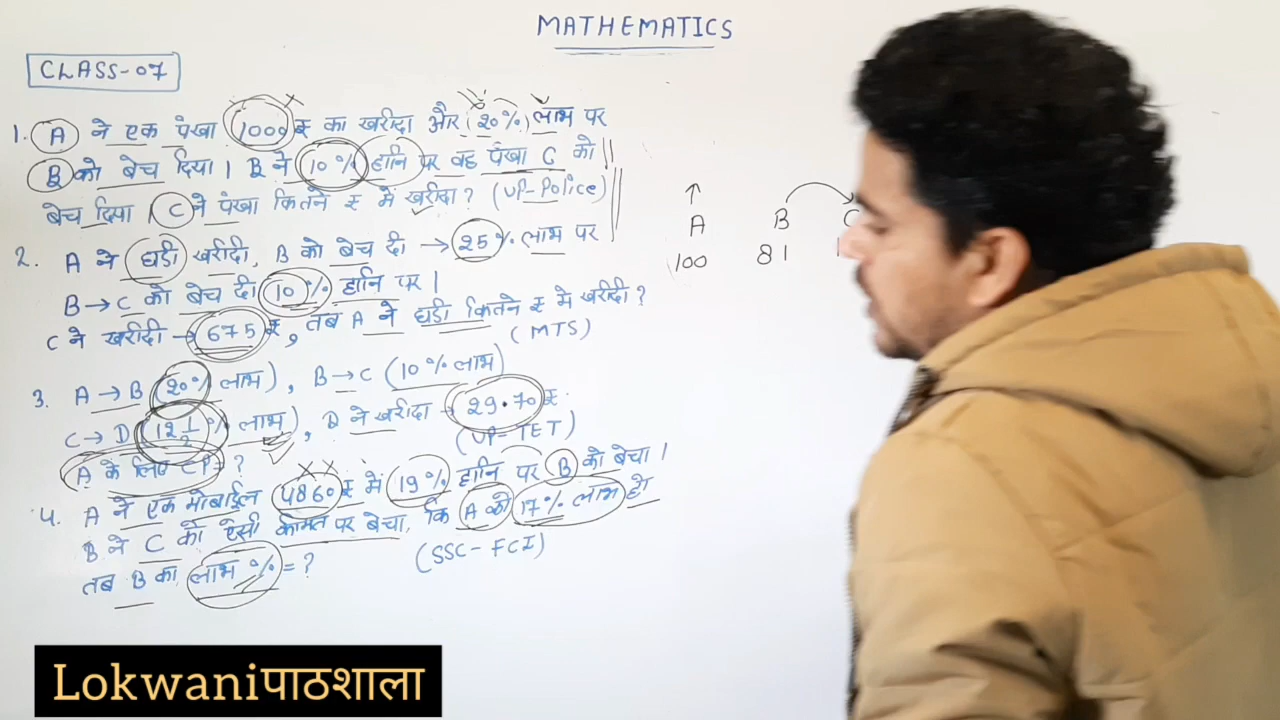 MATHEMATICS
CLASS-07
1. A ने एक पंखा 1000 ₹ का खरीदा और (20%) लाभ पर
B को बेच दिया। B ने 10% हानि पर वह पंखा C को
बेच दिया। C ने पंखा कितने ₹ में खरीदा? (UP-Police)
2. A ने घडी खरीदी, B को बेच दी → 25% लाभ पर
B → C को बेच दी 10% हानि पर।
C ने खरीदी → 675 ₹, तब A ने घडी कितने ₹ में खरीदी?
(MTS)
3. A → B (20% लाभ), B → C (10% लाभ)
C → D (12 1/2 % लाभ), D ने खरीदा → 29.70 ₹.
A के लिए CP = ? (UP-TET)
4. A ने एक मोबाईल 4860 ₹ में 19% हानि पर B को बेचा।
B ने C को ऐसी कीमत पर बेचा, कि A को 17% लाभ हो
तब B का लाभ % = ? (SSC-FCI)
A B C
100 81
Lokwaniपाठशाला